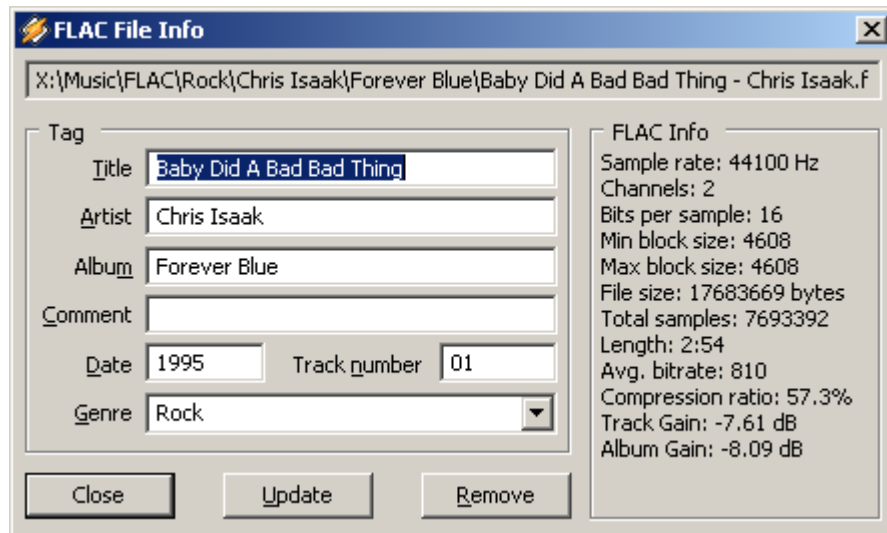 FLAC File Info
X:\Music\FLAC\Rock\Chris Isaak\Forever Blue\Baby Did A Bad Bad Thing - Chris Isaak.f
Tag
Title Baby Did A Bad Bad Thing
Artist Chris Isaak
Album Forever Blue
Comment
Date 1995 Track number 01
Genre Rock
Close Update Remove
FLAC Info
Sample rate: 44100 Hz
Channels: 2
Bits per sample: 16
Min block size: 4608
Max block size: 4608
File size: 17683669 bytes
Total samples: 7693392
Length: 2:54
Avg. bitrate: 810
Compression ratio: 57.3%
Track Gain: -7.61 dB
Album Gain: -8.09 dB